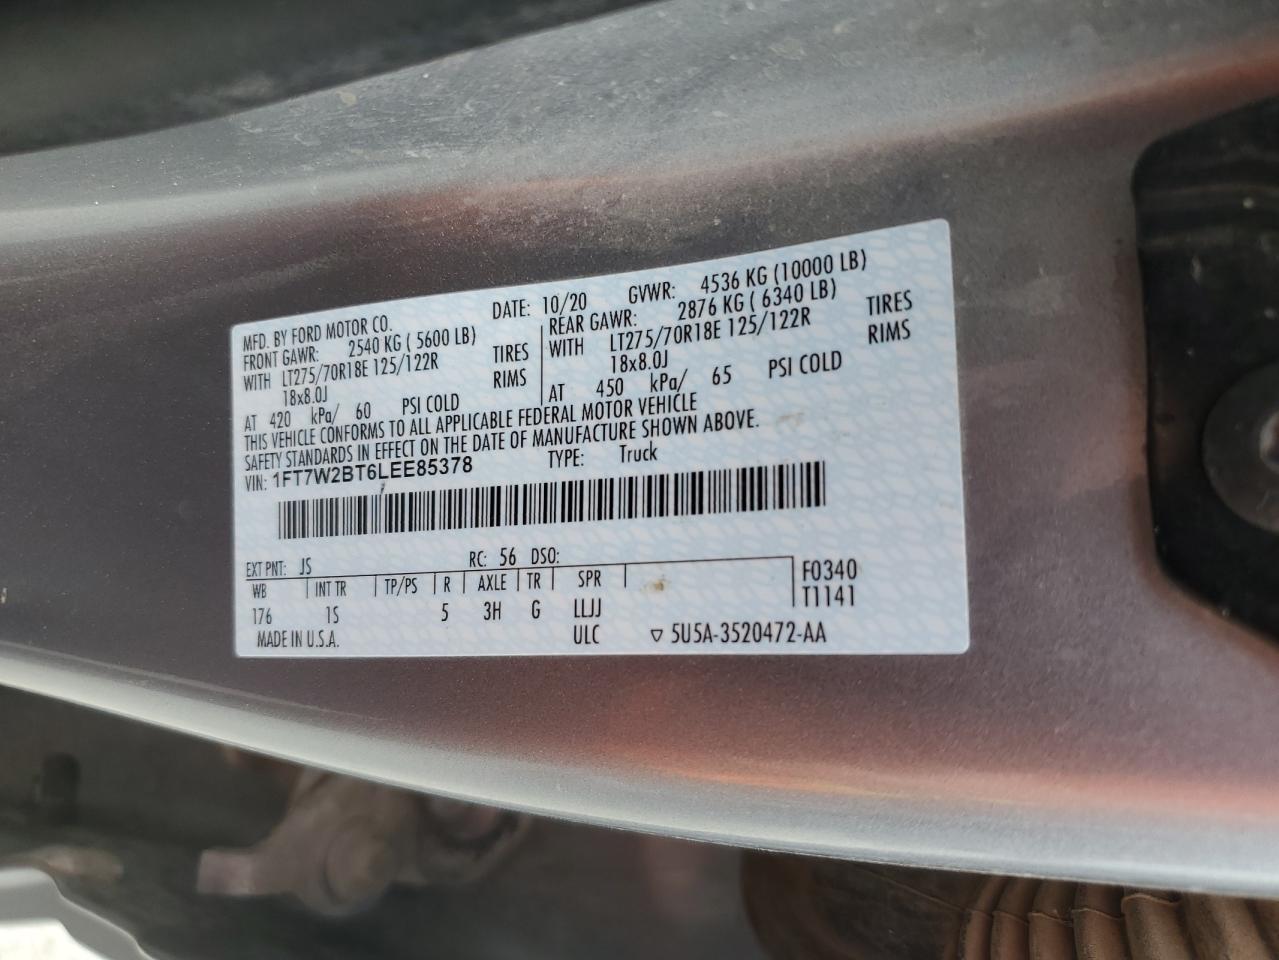 MFD. BY FORD MOTOR CO. DATE: 10/20 GVWR: 4536 KG (10000 LB)
FRONT GAWR: 2540 KG ( 5600 LB) REAR GAWR: 2876 KG ( 6340 LB)
WITH LT275/70R18E 125/122R TIRES WITH LT275/70R18E 125/122R TIRES
18x8.0J RIMS 18x8.0J RIMS
AT 420 kPa/ 60 PSI COLD AT 450 kPa/ 65 PSI COLD
THIS VEHICLE CONFORMS TO ALL APPLICABLE FEDERAL MOTOR VEHICLE
SAFETY STANDARDS IN EFFECT ON THE DATE OF MANUFACTURE SHOWN ABOVE.
VIN: 1FT7W2BT6LEE85378 TYPE: Truck
EXT PNT: JS RC: 56 DSO:
WB INT TR TP/PS R AXLE TR SPR F0340
176 1S 5 3H G LLJJ T1141
MADE IN U.S.A. ULC ▽ 5U5A-3520472-AA